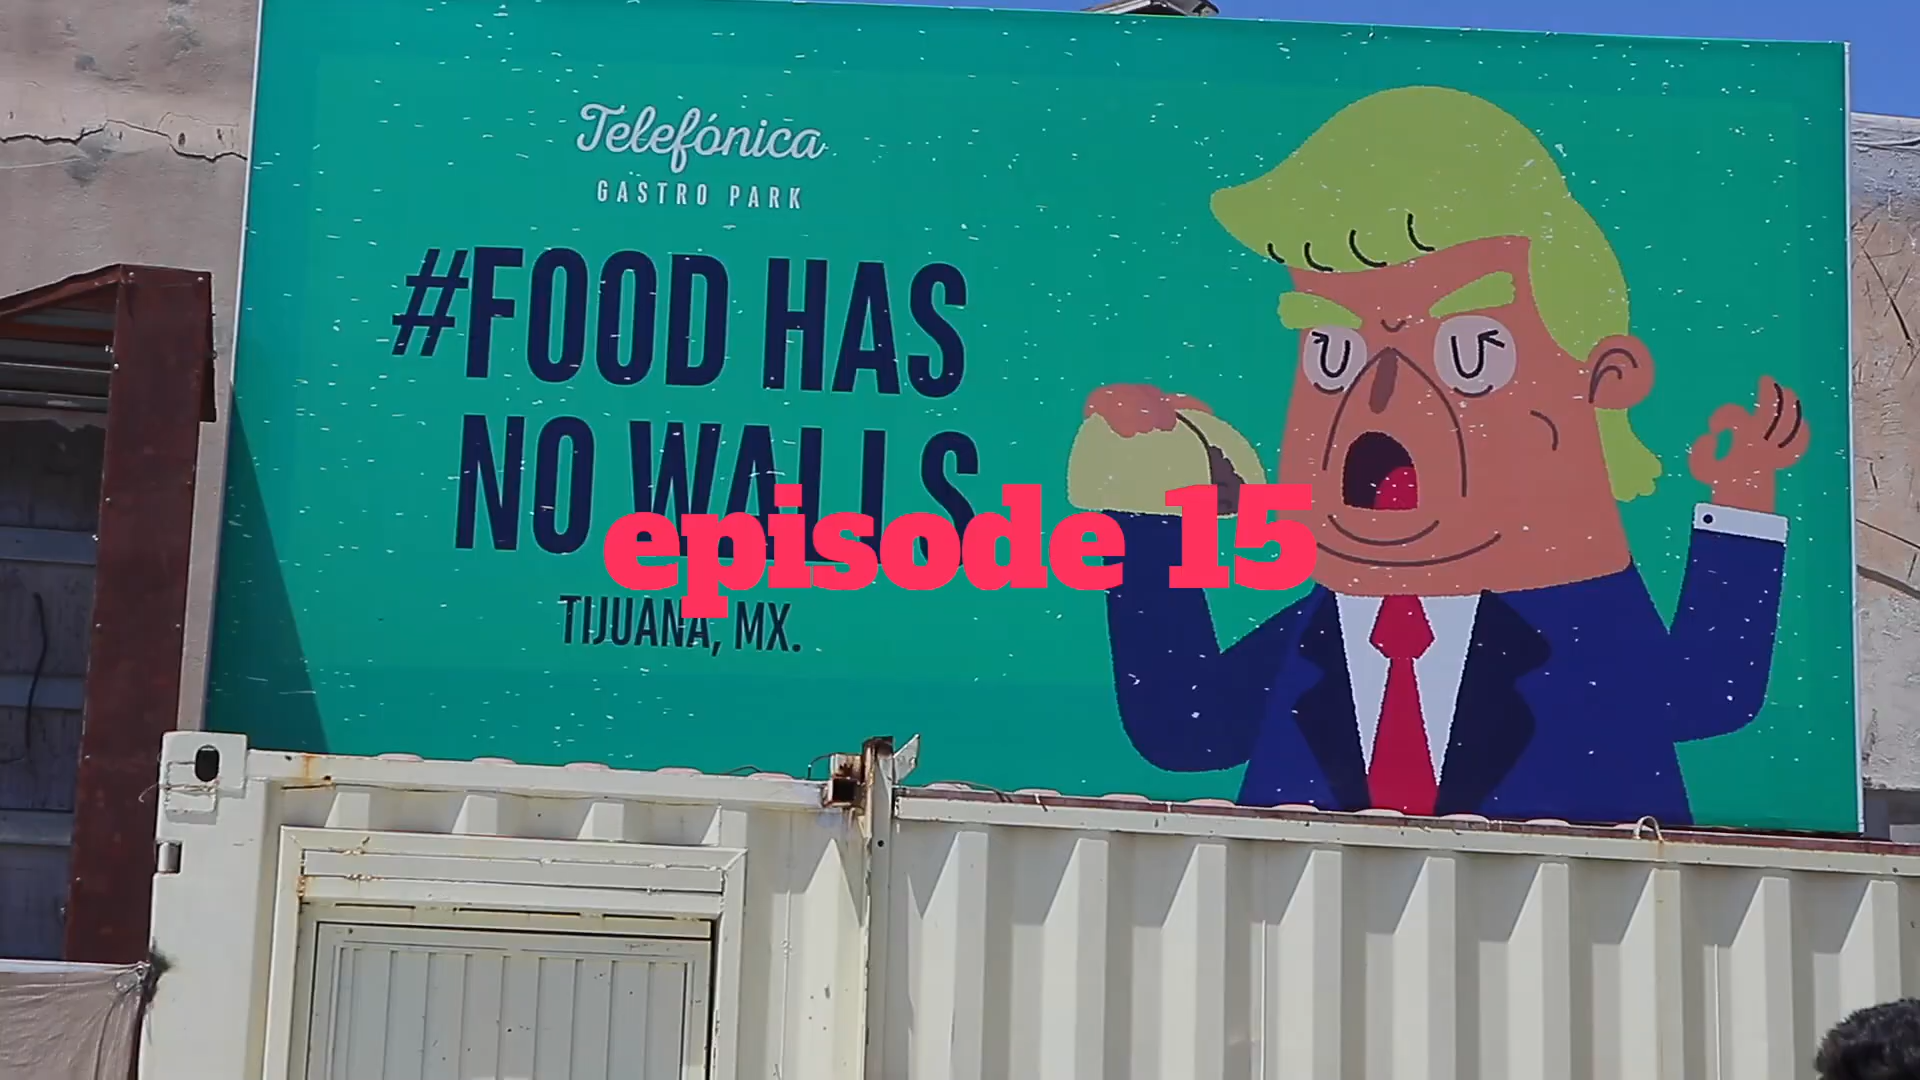 Telefónica
GASTRO PARK
#FOOD HAS
NO WALLS
episode 15
TIJUANA, MX.